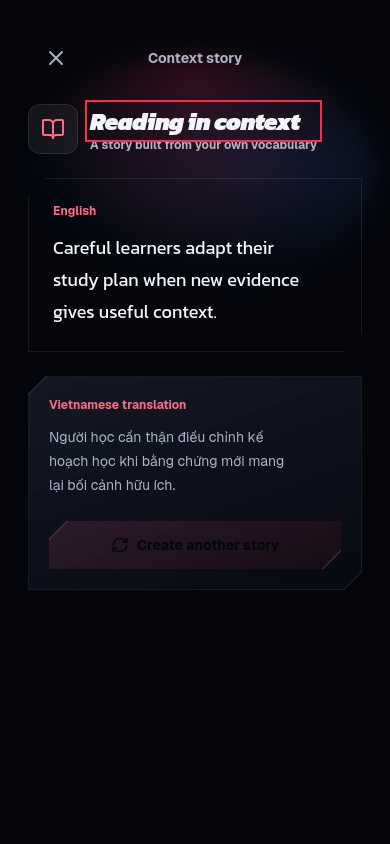 Context story
Reading in context
A story built from your own vocabulary
English
Careful learners adapt their
study plan when new evidence
gives useful context.
Vietnamese translation
Người học cẩn thận điều chỉnh kế
hoạch học khi bằng chứng mới mang
lại bối cảnh hữu ích.
Create another story